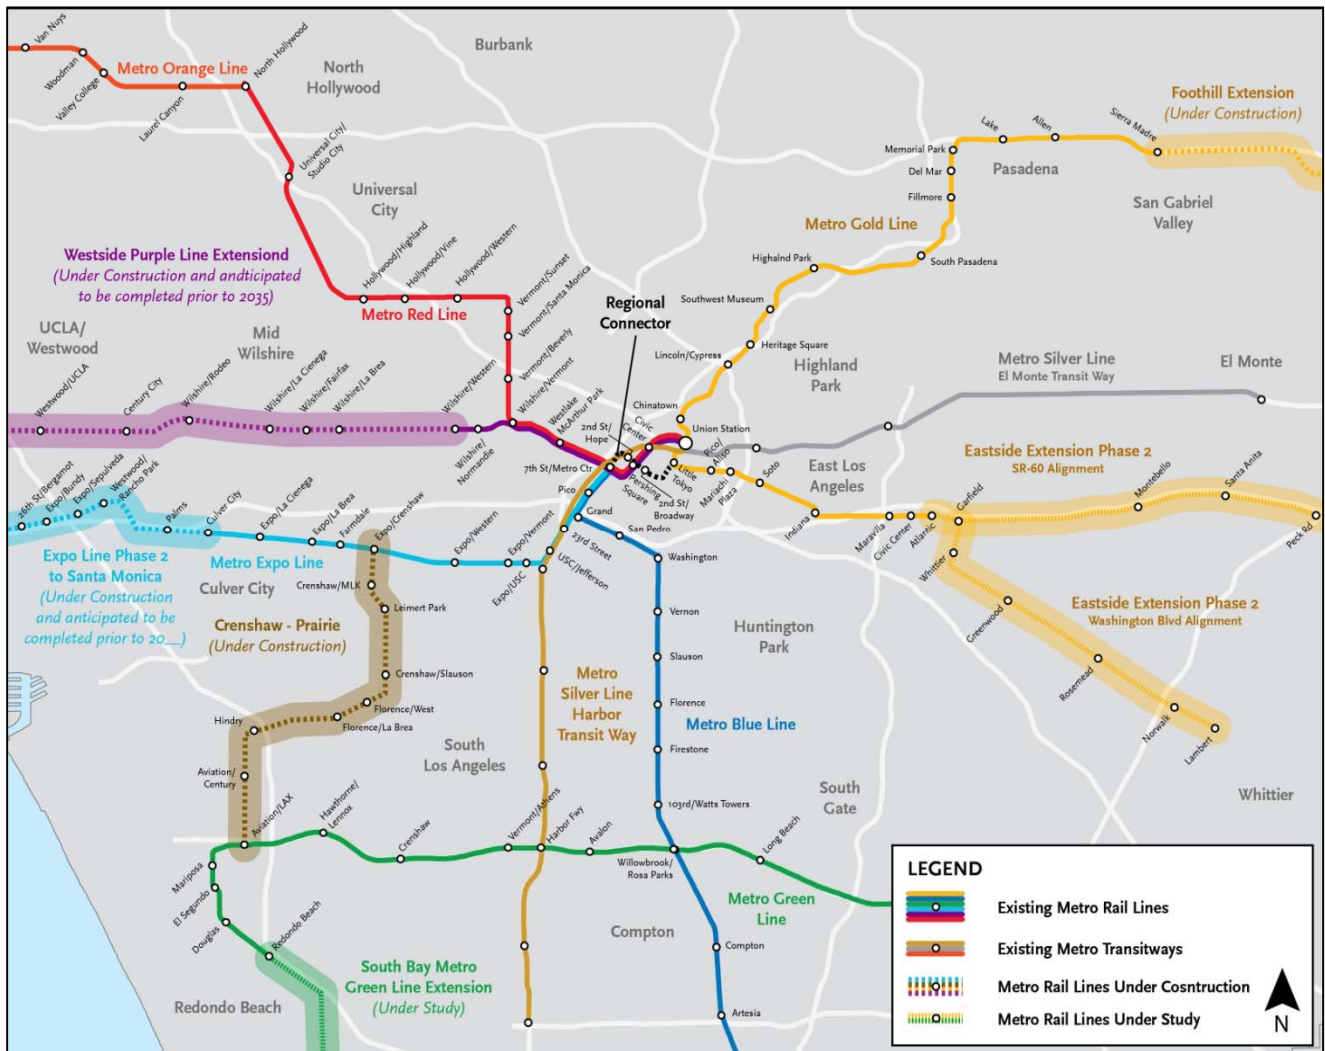 Van Nuys
Woodman
Valley College
Metro Orange Line
Laurel Canyon
North Hollywood
North
Hollywood
Burbank
Universal City/
Studio City
Universal
City
Foothill Extension
(Under Construction)
Sierra Madre
Allen
Lake
Memorial Park
Pasadena
Del Mar
Fillmore
San Gabriel
Valley
Metro Gold Line
South Pasadena
Highalnd Park
Southwest Museum
Heritage Square
Lincoln/Cypress
Highland
Park
Chinatown
Union Station
Westside Purple Line Extensiond
(Under Construction and andticipated
to be completed prior to 2035)
Hollywood/Highland
Hollywood/Vine
Hollywood/Western
Metro Red Line
Vermont/Sunset
Vermont/Santa Monica
Vermont/Beverly
Wilshire/Vermont
Regional
Connector
UCLA/
Westwood
Mid
Wilshire
Westwood/UCLA
Century City
Wilshire/Rodeo
Wilshire/La Cienega
Wilshire/Fairfax
Wilshire/La Brea
Wilshire/Western
Wilshire/
Normandie
Westlake
McArthur Park
2nd St/
Hope
Civic
Center
7th St/Metro Ctr
Pershing
Square
2nd St/
Broadway
Little
Tokyo
Pico/
Aliso
Mariachi
Plaza
Soto
East Los
Angeles
Indiana
Maravilla
Civic Center
Atlantic
Metro Silver Line
El Monte Transit Way
El Monte
Eastside Extension Phase 2
SR-60 Alignment
Garfield
Montebello
Santa Anita
Peck Rd
Whittier
Greenwood
Rosemead
Norwalk
Lambert
Eastside Extension Phase 2
Washington Blvd Alignment
26th St/Bergamot
Expo/Bundy
Expo/Sepulveda
Westwood/
Rancho Park
Palms
Culver City
Expo/La Cienega
Expo/La Brea
Farmdale
Expo/Crenshaw
Expo/Western
Expo/Vermont
Expo/USC
USC/Jefferson
23rd Street
Pico
Grand
San Pedro
Washington
Expo Line Phase 2
to Santa Monica
(Under Construction
and anticipated to be
completed prior to 20__)
Metro Expo Line
Culver City
Crenshaw/MLK
Leimert Park
Crenshaw - Prairie
(Under Construction)
Crenshaw/Slauson
Florence/West
Florence/La Brea
Hindry
Aviation/
Century
Aviation/LAX
Vernon
Slauson
Florence
Firestone
103rd/Watts Towers
Huntington
Park
Metro
Silver Line
Harbor
Transit Way
Metro Blue Line
South
Los Angeles
South
Gate
Whittier
Hawthorne/
Lennox
Crenshaw
Vermont/Athens
Harbor Fwy
Avalon
Willowbrook/
Rosa Parks
Long Beach
Mariposa
El Segundo
Douglas
Redondo Beach
Metro Green
Line
Compton
Compton
Artesia
South Bay Metro
Green Line Extension
(Under Study)
Redondo Beach
LEGEND
Existing Metro Rail Lines
Existing Metro Transitways
Metro Rail Lines Under Cosntruction
Metro Rail Lines Under Study
N